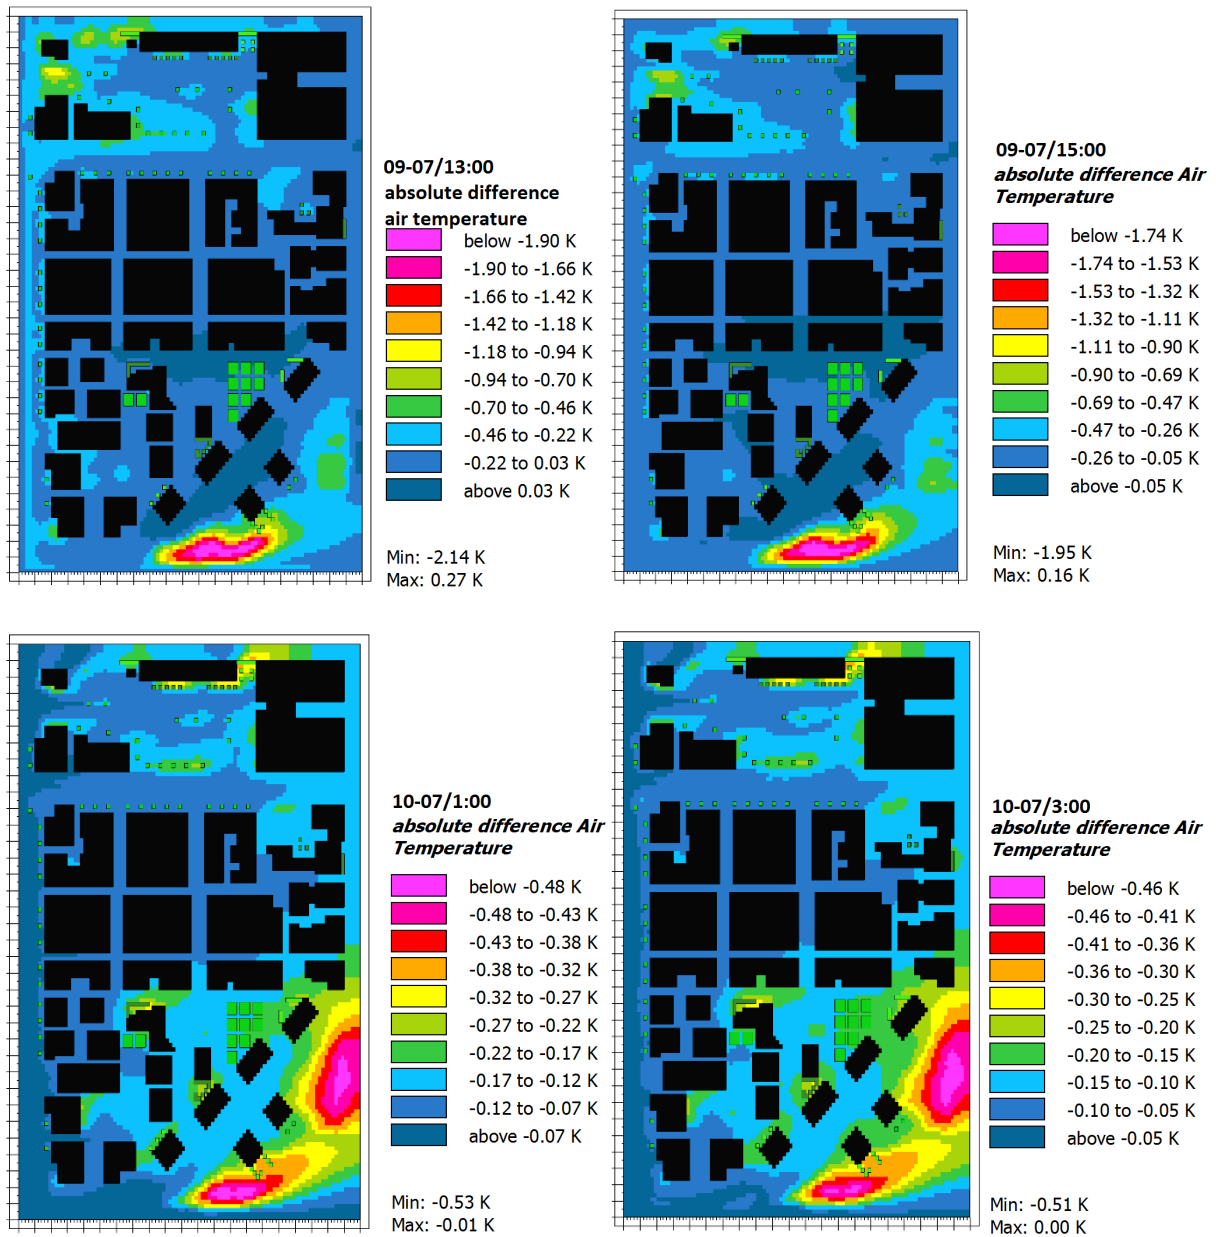 09-07/13:00
absolute difference
air temperature
below -1.90 K
-1.90 to -1.66 K
-1.66 to -1.42 K
-1.42 to -1.18 K
-1.18 to -0.94 K
-0.94 to -0.70 K
-0.70 to -0.46 K
-0.46 to -0.22 K
-0.22 to 0.03 K
above 0.03 K
Min: -2.14 K
Max: 0.27 K
09-07/15:00
absolute difference Air
Temperature
below -1.74 K
-1.74 to -1.53 K
-1.53 to -1.32 K
-1.32 to -1.11 K
-1.11 to -0.90 K
-0.90 to -0.69 K
-0.69 to -0.47 K
-0.47 to -0.26 K
-0.26 to -0.05 K
above -0.05 K
Min: -1.95 K
Max: 0.16 K
10-07/1:00
absolute difference Air
Temperature
below -0.48 K
-0.48 to -0.43 K
-0.43 to -0.38 K
-0.38 to -0.32 K
-0.32 to -0.27 K
-0.27 to -0.22 K
-0.22 to -0.17 K
-0.17 to -0.12 K
-0.12 to -0.07 K
above -0.07 K
Min: -0.53 K
Max: -0.01 K
10-07/3:00
absolute difference Air
Temperature
below -0.46 K
-0.46 to -0.41 K
-0.41 to -0.36 K
-0.36 to -0.30 K
-0.30 to -0.25 K
-0.25 to -0.20 K
-0.20 to -0.15 K
-0.15 to -0.10 K
-0.10 to -0.05 K
above -0.05 K
Min: -0.51 K
Max: 0.00 K